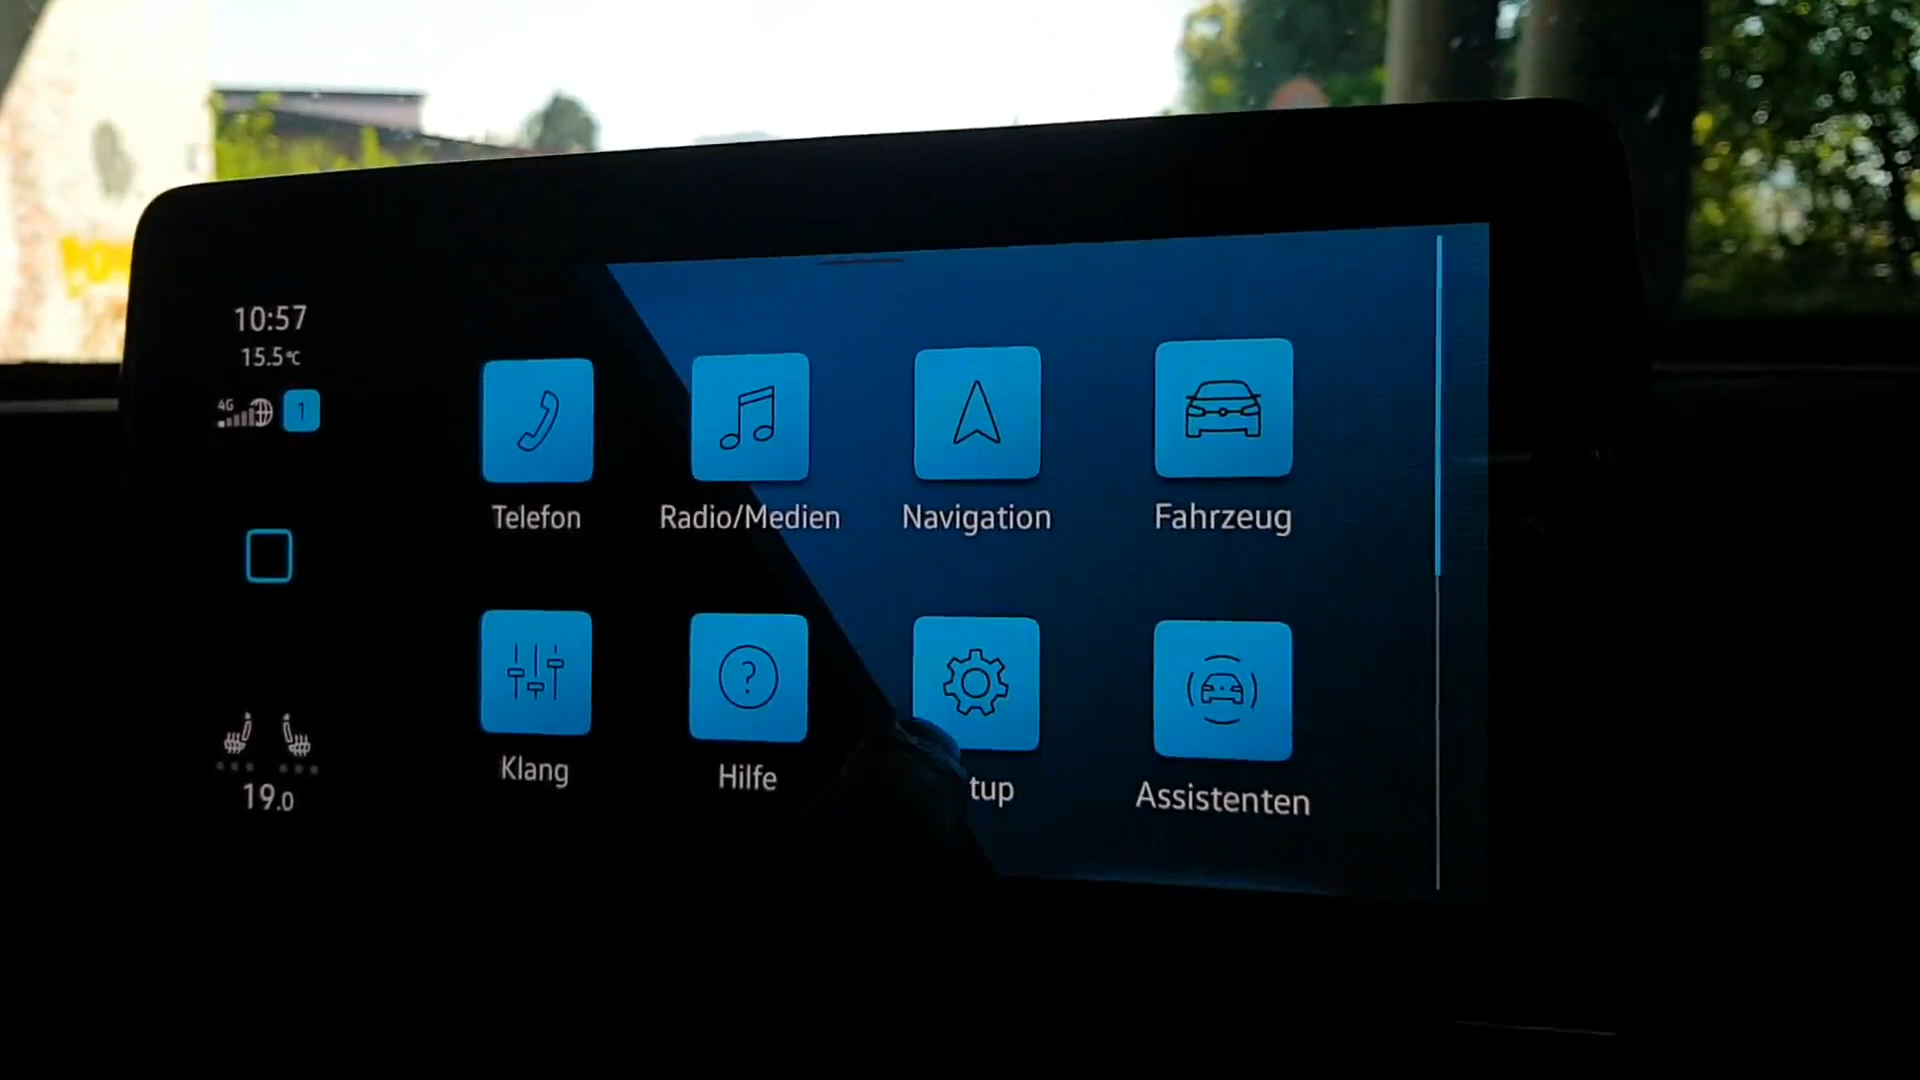 10:57
15.5°C
4G
1
Telefon
Radio/Medien
Navigation
Fahrzeug
Klang
?
Hilfe
tup
Assistenten
19.0